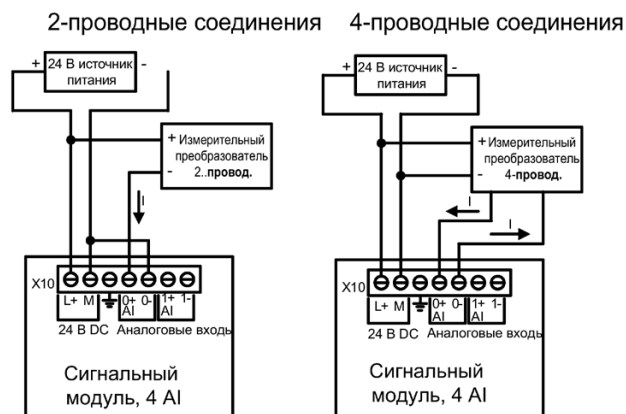 2-проводные соединения
4-проводные соединения
+ 24 В источник -
питания
+ Измерительный
преобразователь
- 2..провод.
I
X10
L+ M 0+ 0- 1+ 1-
AI AI
24 В DC Аналоговые входь
Сигнальный
модуль, 4 AI
+ 24 В источник -
питания
+ Измерительный
преобразователь
- 4-провод.
I
I
X10
L+ M 0+ 0- 1+ 1-
AI AI
24 В DC Аналоговые входь
Сигнальный
модуль, 4 AI